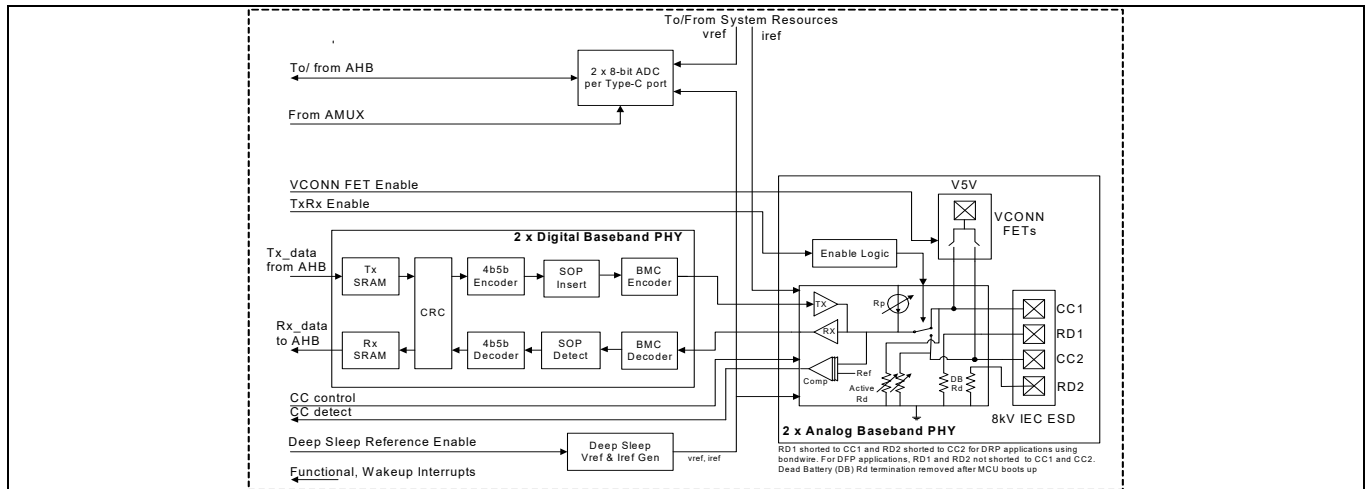 To/From System Resources
vref iref
To/ from AHB
2 x 8-bit ADC
per Type-C port
From AMUX
VCONN FET Enable
TxRx Enable
V5V
VCONN
FETs
2 x Digital Baseband PHY
Enable Logic
Tx_data
from AHB
Tx
SRAM
CRC
4b5b
Encoder
SOP
Insert
BMC
Encoder
TX
Rp
CC1
RD1
CC2
RD2
Rx_data
to AHB
Rx
SRAM
4b5b
Decoder
SOP
Detect
BMC
Decoder
RX
Ref
Comp
Active
Rd
DB
Rd
CC control
CC detect
8kV IEC ESD
2 x Analog Baseband PHY
Deep Sleep Reference Enable
Deep Sleep
Vref & Iref Gen
vref, iref
RD1 shorted to CC1 and RD2 shorted to CC2 for DRP applications using
bondwire. For DFP applications, RD1 and RD2 not shorted to CC1 and CC2.
Dead Battery (DB) Rd termination removed after MCU boots up
Functional, Wakeup Interrupts